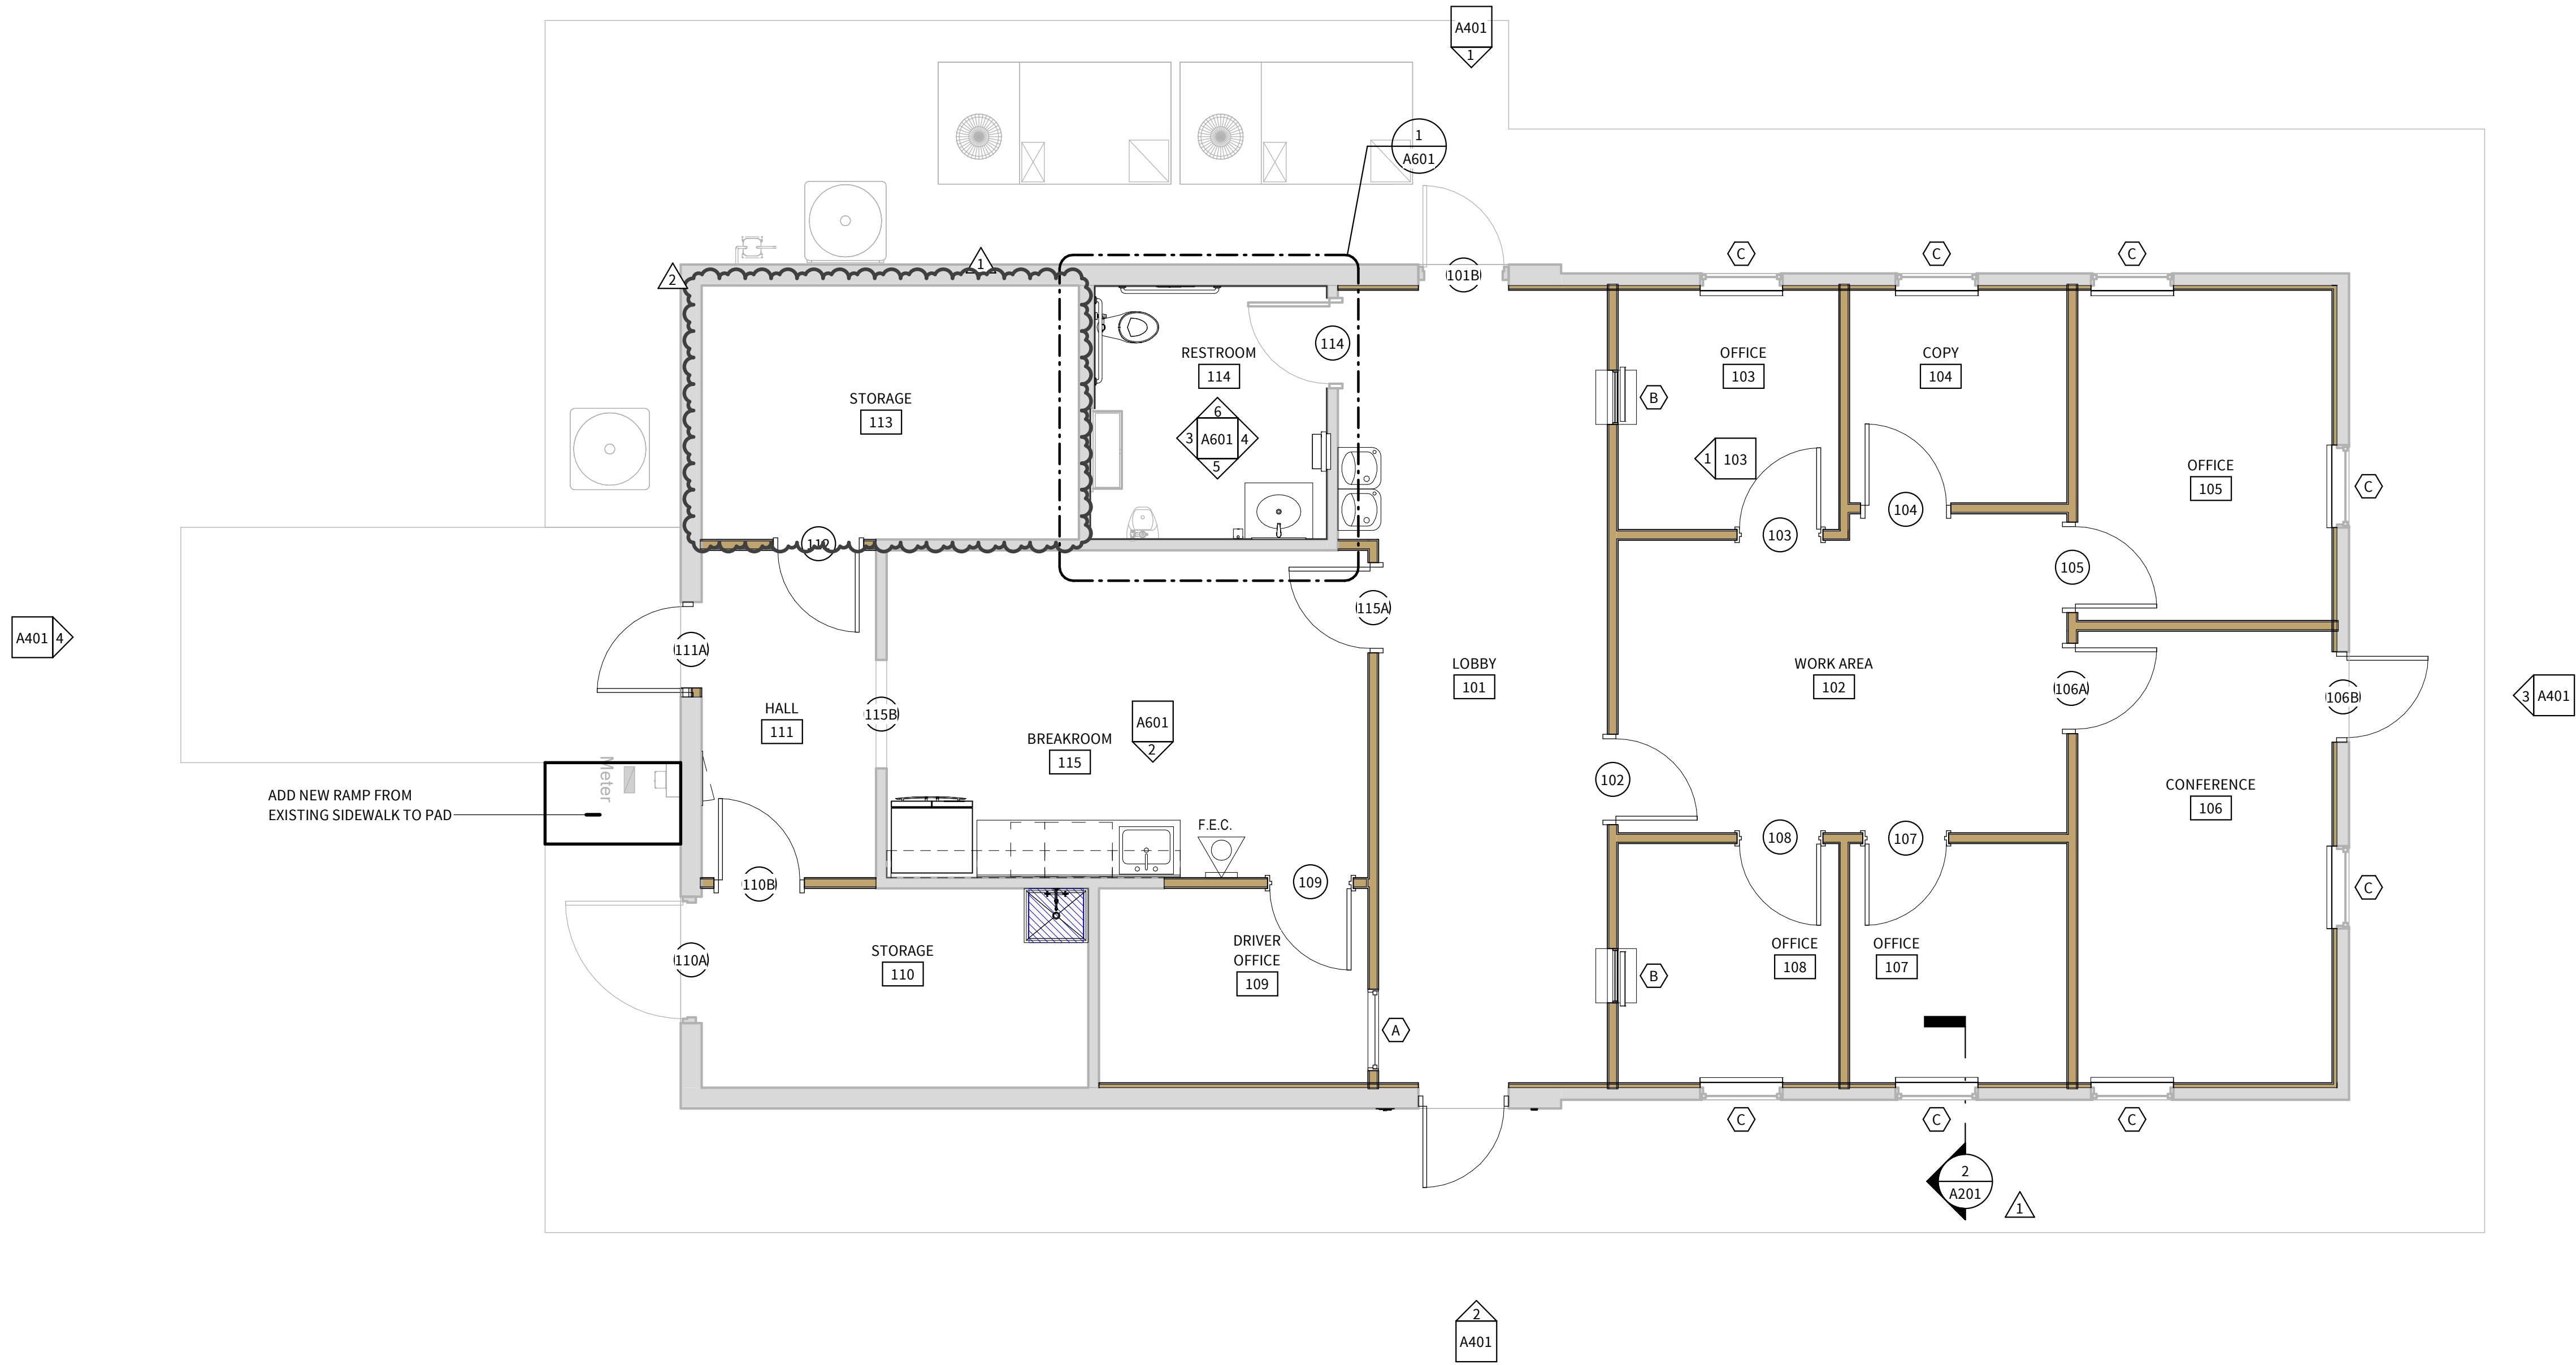 A401
1
1
A601
C
C
C
2
1
101B
114
RESTROOM
114
OFFICE
103
COPY
104
STORAGE
113
B
6
3 A601 4
5
1 103
OFFICE
105
C
104
103
105
115A
A401 4
111A
LOBBY
101
WORK AREA
102
106A
106B
3 A401
HALL
111
115B
A601
2
BREAKROOM
115
Meter
ADD NEW RAMP FROM
EXISTING SIDEWALK TO PAD
102
CONFERENCE
106
F.E.C.
108
107
110B
109
C
STORAGE
110
DRIVER
OFFICE
109
OFFICE
108
OFFICE
107
110A
B
A
C
C
C
2
A201
1
2
A401